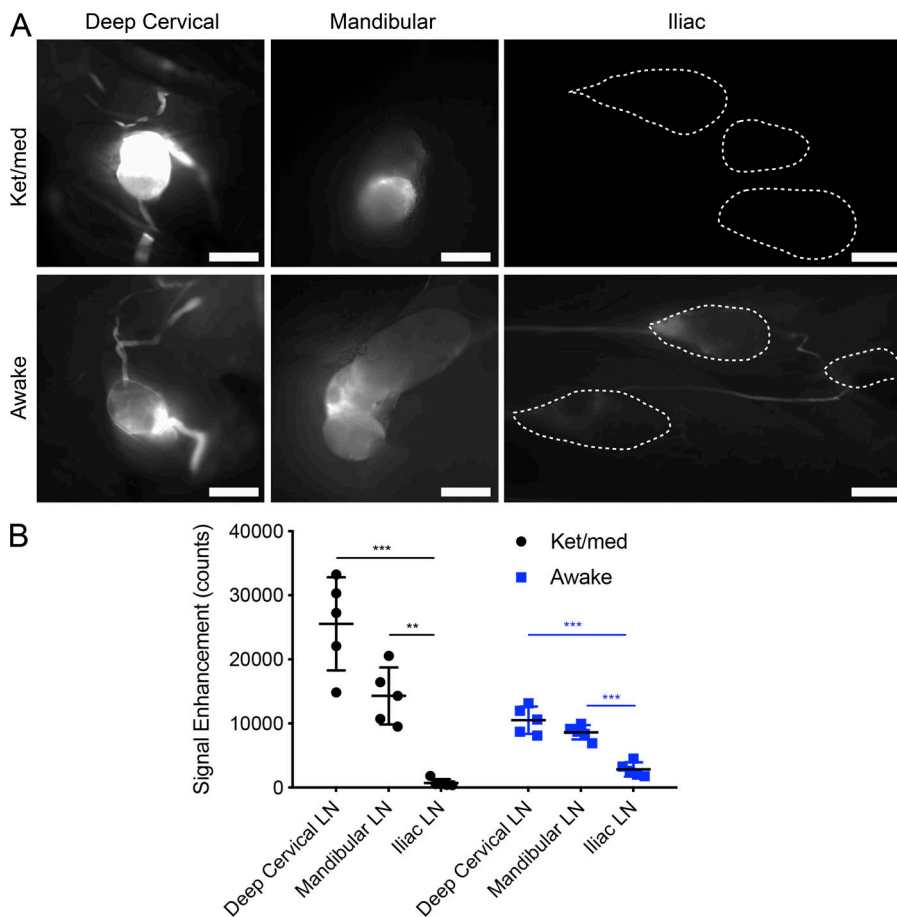 A
Deep Cervical
Mandibular
Iliac
Ket/med
Awake
B
Signal Enhancement (counts)
40000
30000
20000
10000
0
***
**
Ket/med
Awake
***
***
Deep Cervical LN
Mandibular LN
Iliac LN
Deep Cervical LN
Mandibular LN
Iliac LN